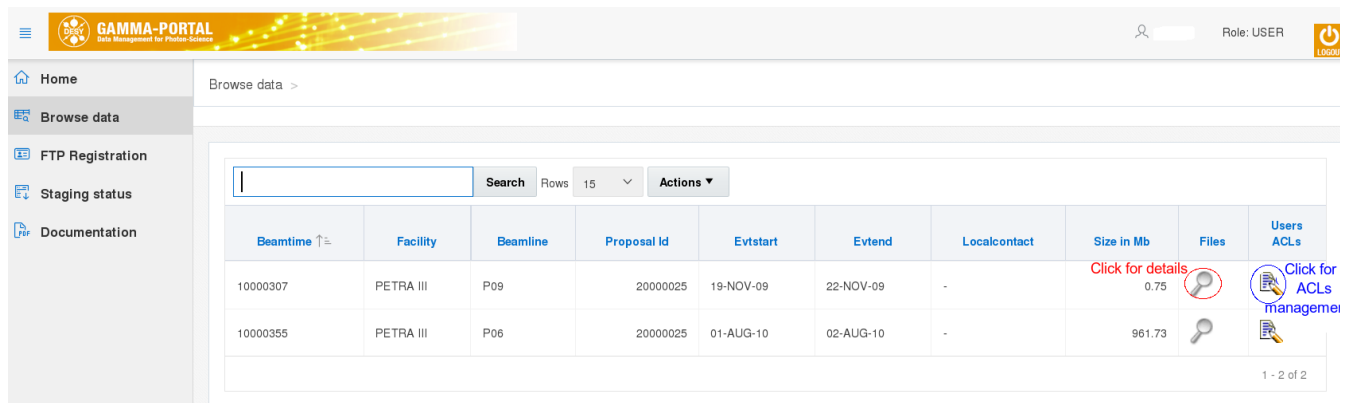 DESY GAMMA-PORTAL
Data Management for Photon-Science
Role: USER
LOGOU
Home
Browse data
FTP Registration
Staging status
PDF Documentation
Browse data >
Search Rows 15 Actions
Beamtime Facility Beamline Proposal Id Evtstart Evtend Localcontact Size in Mb Files Users ACLs
10000307 PETRA III P09 20000025 19-NOV-09 22-NOV-09 - 0.75
Click for details
Click for
ACLs
managemen
10000355 PETRA III P06 20000025 01-AUG-10 02-AUG-10 - 961.73
1 - 2 of 2